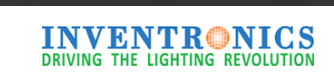 INVENTRONICS
DRIVING THE LIGHTING REVOLUTION